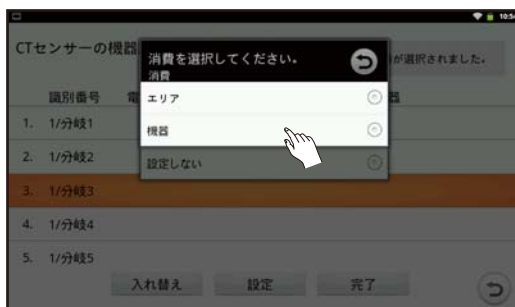 10:54
CTセンサーの機器
が選択されました。
消費を選択してください。
消費
識別番号 電
器
エリア
1. 1/分岐1
機器
2. 1/分岐2
設定しない
3. 1/分岐3
4. 1/分岐4
5. 1/分岐5
入れ替え 設定 完了